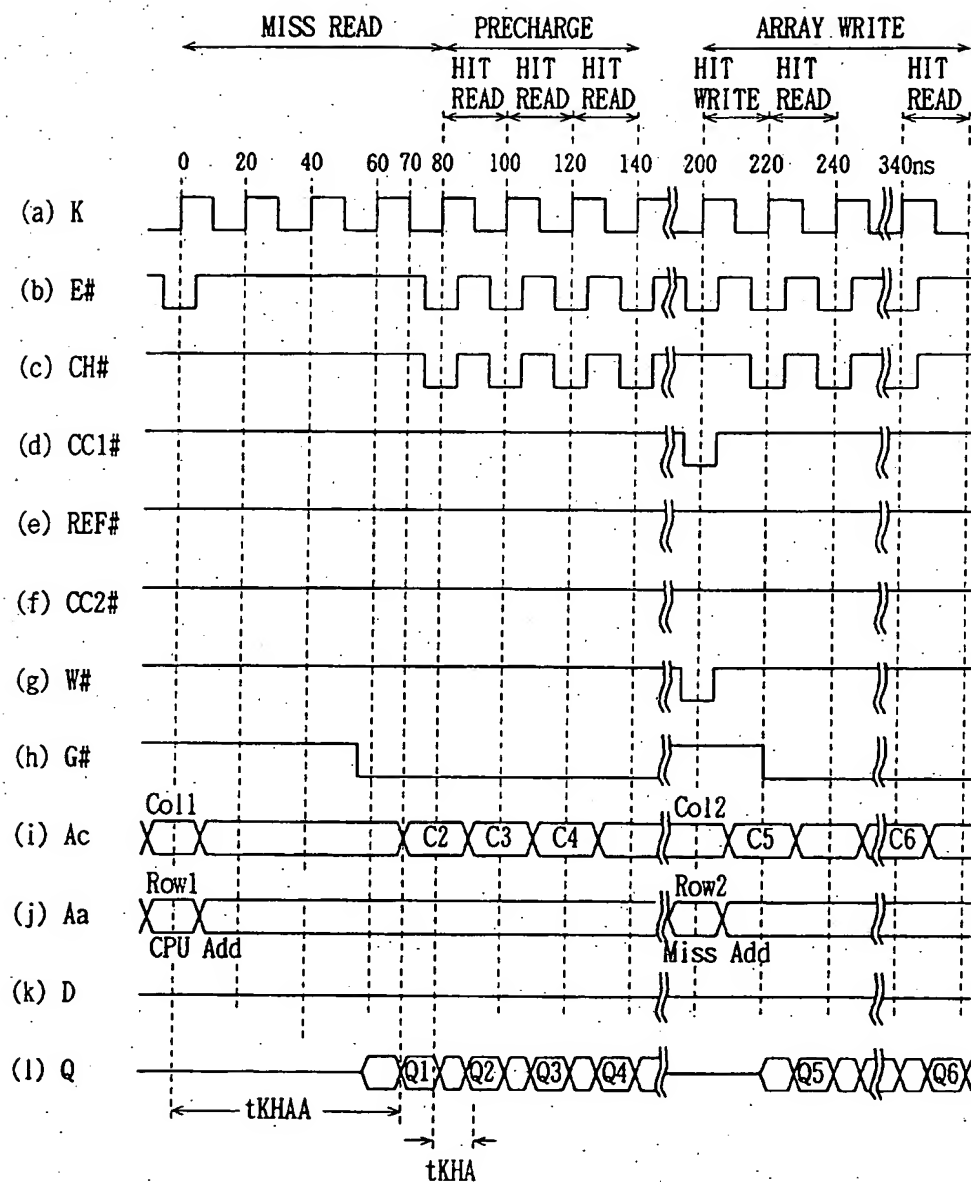 MISS READ PRECHARGE ARRAY WRITE
HIT HIT HIT HIT HIT HIT
READ READ READ WRITE READ READ
0 20 40 60 70 80 100 120 140 200 220 240 340ns
(a) K
(b) E#
(c) CH#
(d) CC1#
(e) REF#
(f) CC2#
(g) W#
(h) G#
Col1 Col2
(i) Ac C2 C3 C4 C5 C6
Row1 Row2
(j) Aa
CPU Add Miss Add
(k) D
(l) Q Q1 Q2 Q3 Q4 Q5 Q6
tKHAA
tKHA